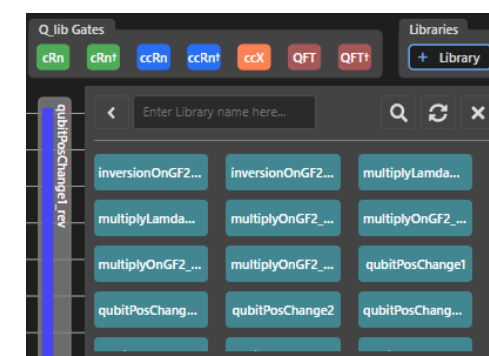 Q_lib Gates
Libraries
cRn cRn† ccRn ccRn† ccX QFT QFT†
+ Library
qubitPosChange1_rev
Enter Library name here...
inversionOnGF2... inversionOnGF2... multiplyLamda...
multiplyLamda... multiplyOnGF2_... multiplyOnGF2_...
multiplyOnGF2_... multiplyOnGF2_... qubitPosChange1
qubitPosChang... qubitPosChange2 qubitPosChang...